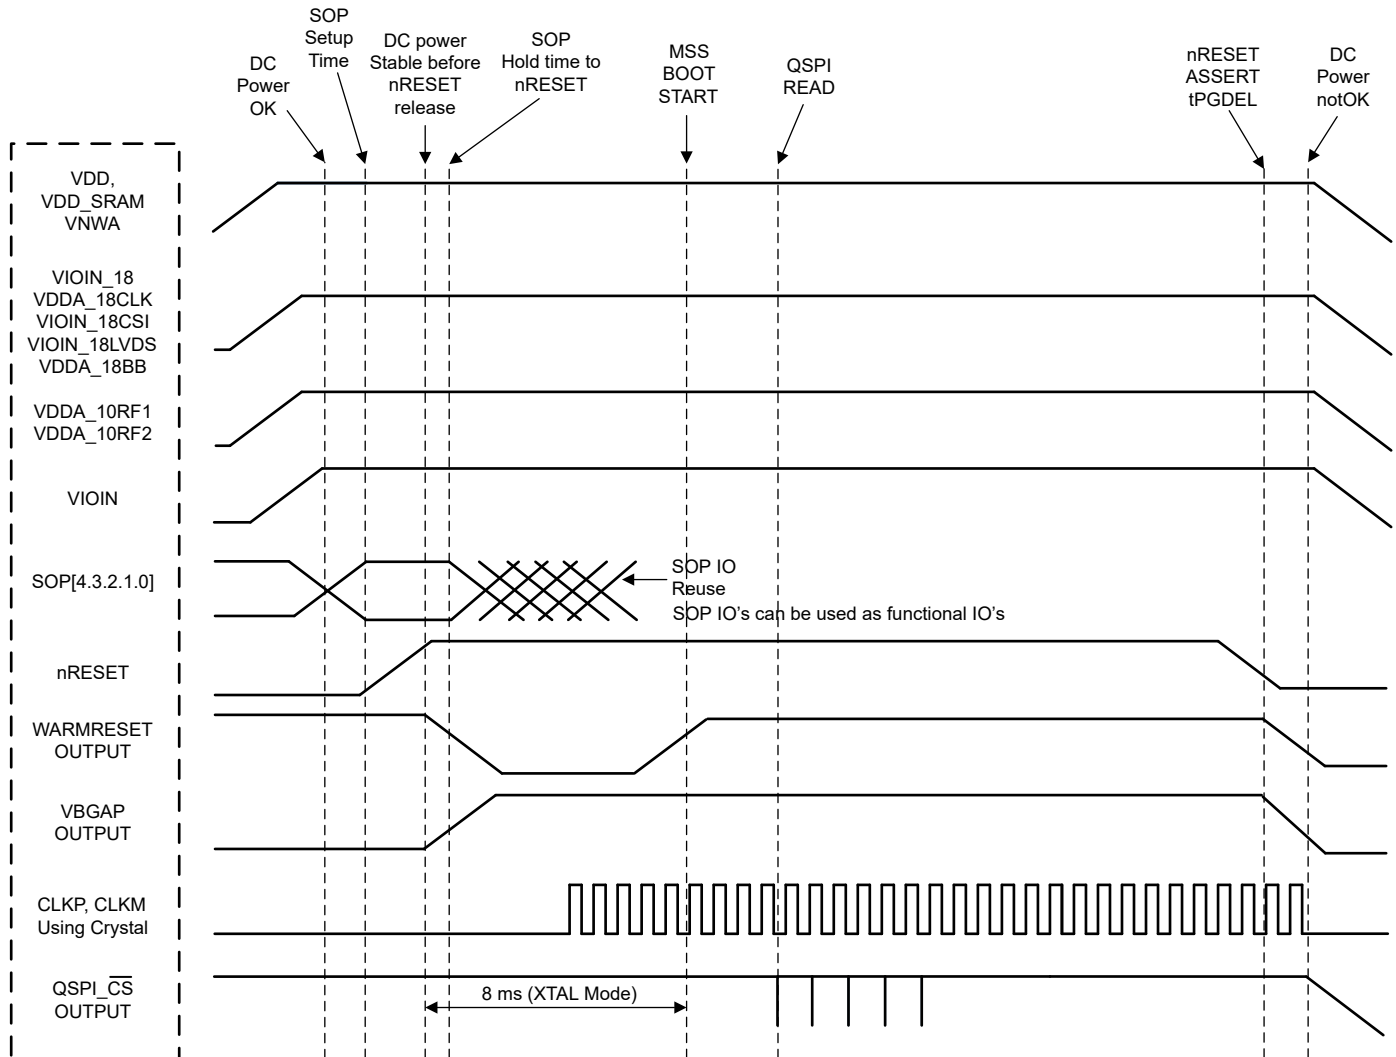 SOP
Setup
Time
DC
Power
OK
DC power
Stable before
nRESET
release
SOP
Hold time to
nRESET
MSS
BOOT
START
QSPI
READ
nRESET
ASSERT
tPGDEL
DC
Power
notOK
VDD,
VDD_SRAM
VNWA
VIOIN_18
VDDA_18CLK
VIOIN_18CSI
VIOIN_18LVDS
VDDA_18BB
VDDA_10RF1
VDDA_10RF2
VIOIN
SOP[4.3.2.1.0]
SOP IO
Reuse
SOP IO’s can be used as functional IO’s
nRESET
WARMRESET
OUTPUT
VBGAP
OUTPUT
CLKP, CLKM
Using Crystal
QSPI_CS
OUTPUT
8 ms (XTAL Mode)